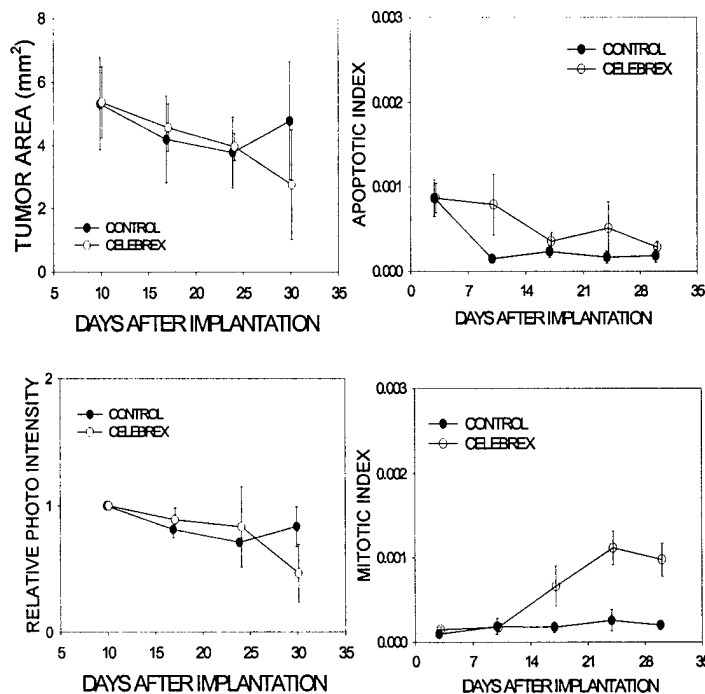 TUMOR AREA (mm²)
8
6
4
2
0
CONTROL
CELEBREX
5 10 15 20 25 30 35
DAYS AFTER IMPLANTATION
APOPTOTIC INDEX
0.003
0.002
0.001
0.000
CONTROL
CELEBREX
0 7 14 21 28 35
DAYS AFTER IMPLANTATION
RELATIVE PHOTO INTENSITY
2
1
0
CONTROL
CELEBREX
5 10 15 20 25 30 35
DAYS AFTER IMPLANTATION
MITOTIC INDEX
0.003
0.002
0.001
0.000
CONTROL
CELEBREX
0 7 14 21 28 35
DAYS AFTER IMPLANTATION